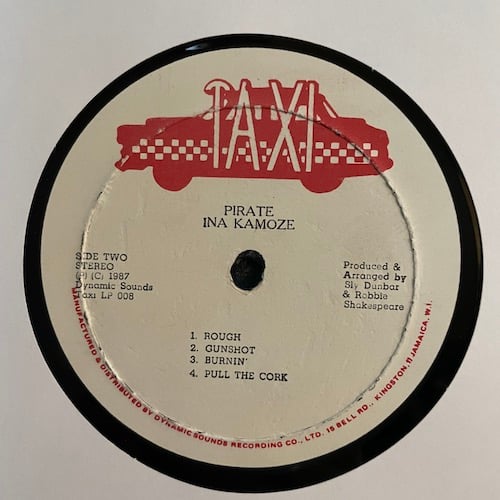 TAXI
PIRATE
INA KAMOZE
SIDE TWO
STEREO
(P) (C) 1987
Dynamic Sounds
Taxi LP 008
Produced &
Arranged by
Sly Dunbar
& Robbie
Shakespeare
1. ROUGH
2. GUNSHOT
3. BURNIN'
4. PULL THE CORK
MANUFACTURED & DISTRIBUTED BY DYNAMIC SOUNDS RECORDING CO., LTD. 15 BELL RD., KINGSTON, 11 JAMAICA, W.I.